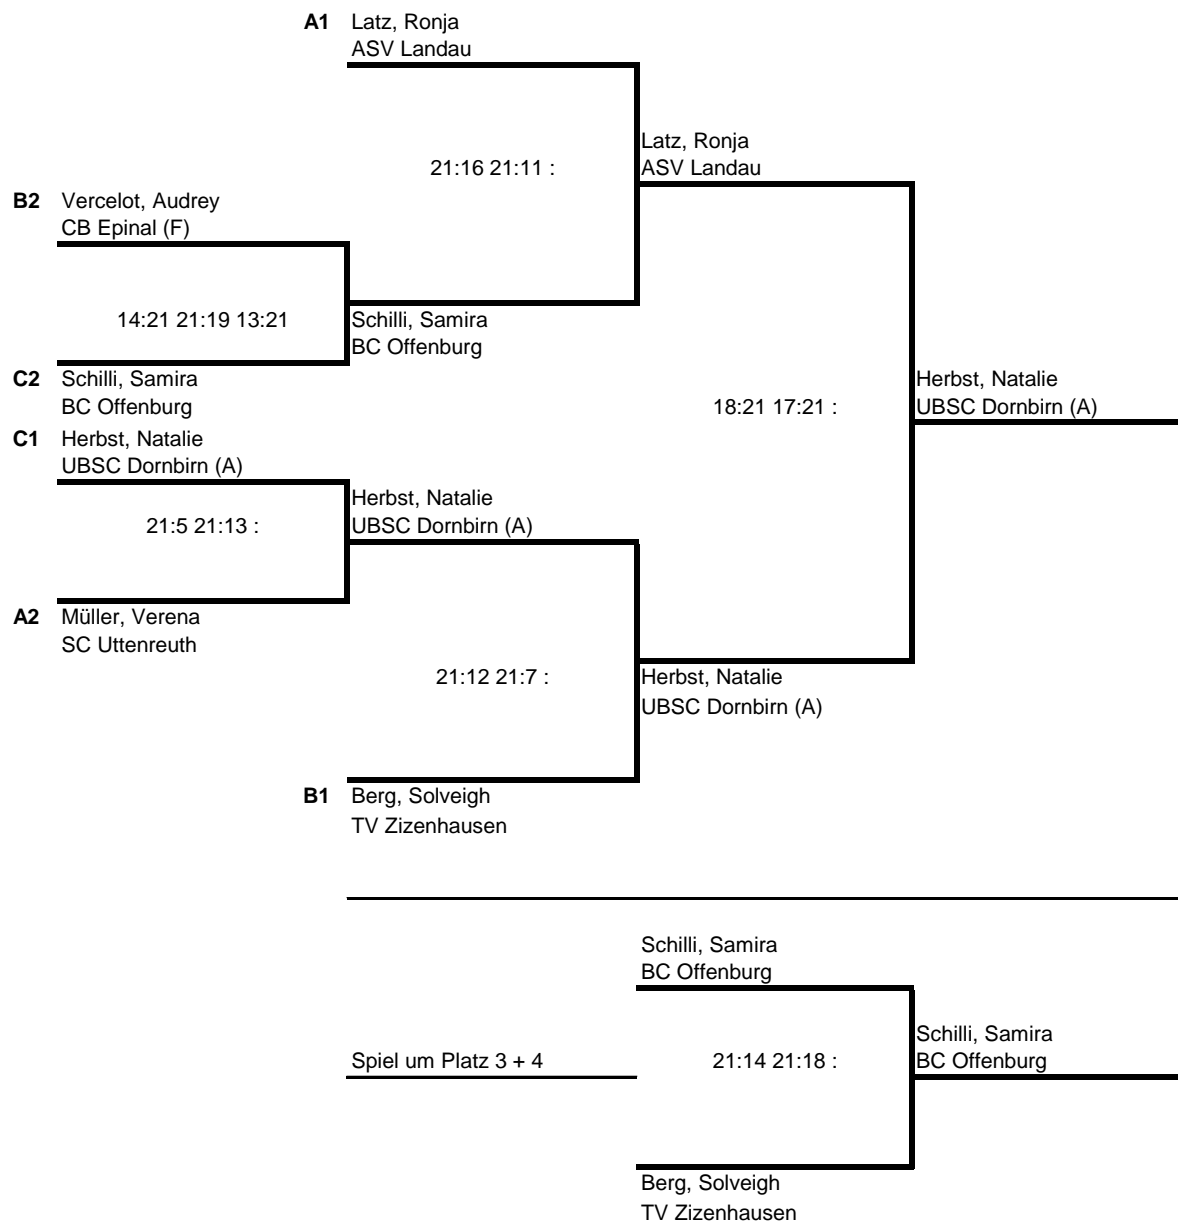 A1 Latz, Ronja
ASV Landau
Latz, Ronja
21:16 21:11 : ASV Landau
B2 Vercelot, Audrey
CB Epinal (F)
14:21 21:19 13:21 Schilli, Samira
BC Offenburg
C2 Schilli, Samira
Herbst, Natalie
BC Offenburg
18:21 17:21 : UBSC Dornbirn (A)
C1 Herbst, Natalie
UBSC Dornbirn (A)
Herbst, Natalie
21:5 21:13 : UBSC Dornbirn (A)
A2 Müller, Verena
SC Uttenreuth
21:12 21:7 : Herbst, Natalie
UBSC Dornbirn (A)
B1 Berg, Solveigh
TV Zizenhausen
Schilli, Samira
BC Offenburg
Schilli, Samira
Spiel um Platz 3 + 4 21:14 21:18 : BC Offenburg
Berg, Solveigh
TV Zizenhausen